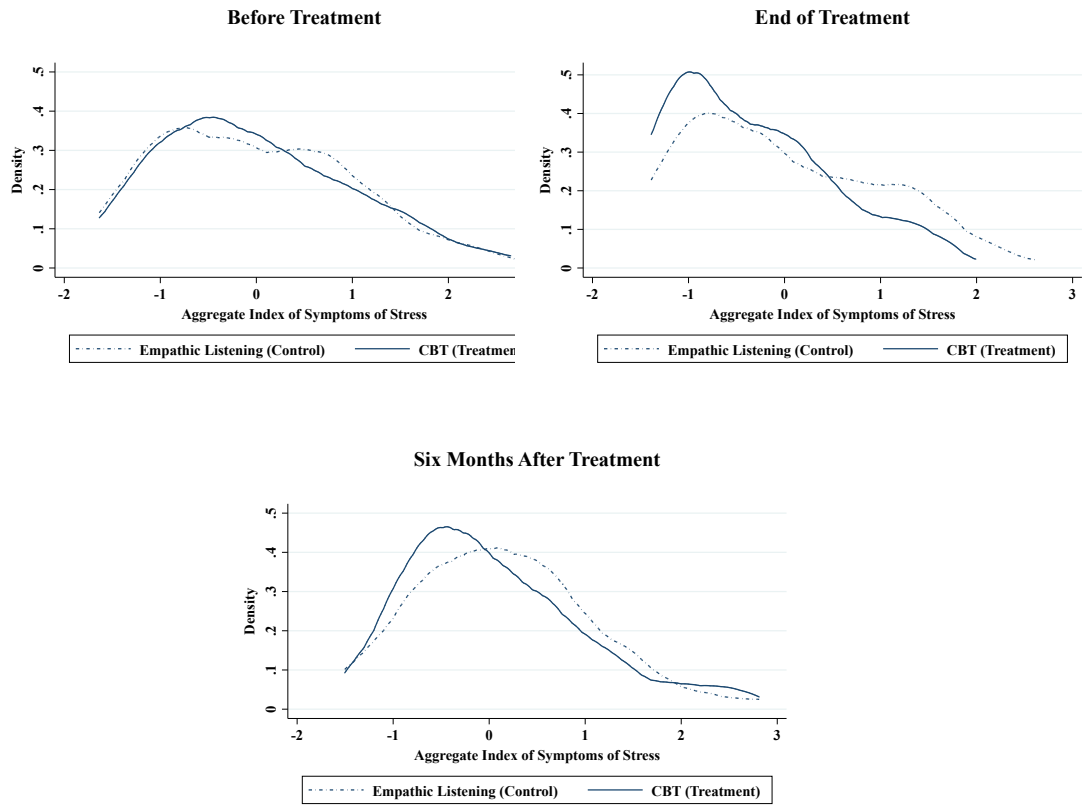 Before Treatment
Density
.5
.4
.3
.2
.1
0
-2 -1 0 1 2
Aggregate Index of Symptoms of Stress
Empathic Listening (Control) CBT (Treatmen
End of Treatment
Density
.5
.4
.3
.2
.1
0
-2 -1 0 1 2 3
Aggregate Index of Symptoms of Stress
Empathic Listening (Control) CBT (Treatment)
Six Months After Treatment
Density
.5
.4
.3
.2
.1
0
-2 -1 0 1 2 3
Aggregate Index of Symptoms of Stress
Empathic Listening (Control) CBT (Treatment)